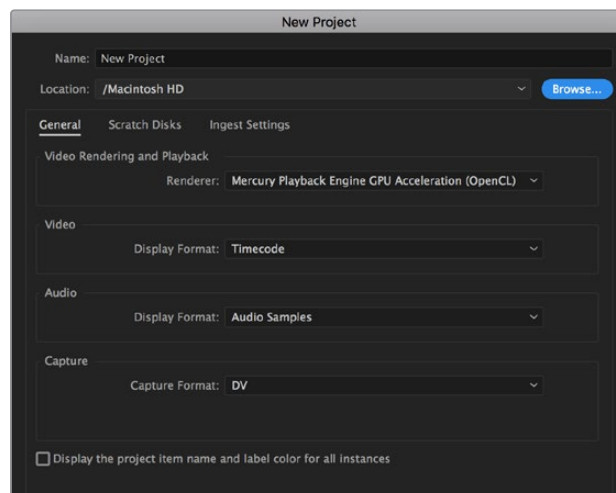 New Project
Name: New Project
Location: /Macintosh HD Browse...
General Scratch Disks Ingest Settings
Video Rendering and Playback
Renderer: Mercury Playback Engine GPU Acceleration (OpenCL)
Video
Display Format: Timecode
Audio
Display Format: Audio Samples
Capture
Capture Format: DV
Display the project item name and label color for all instances